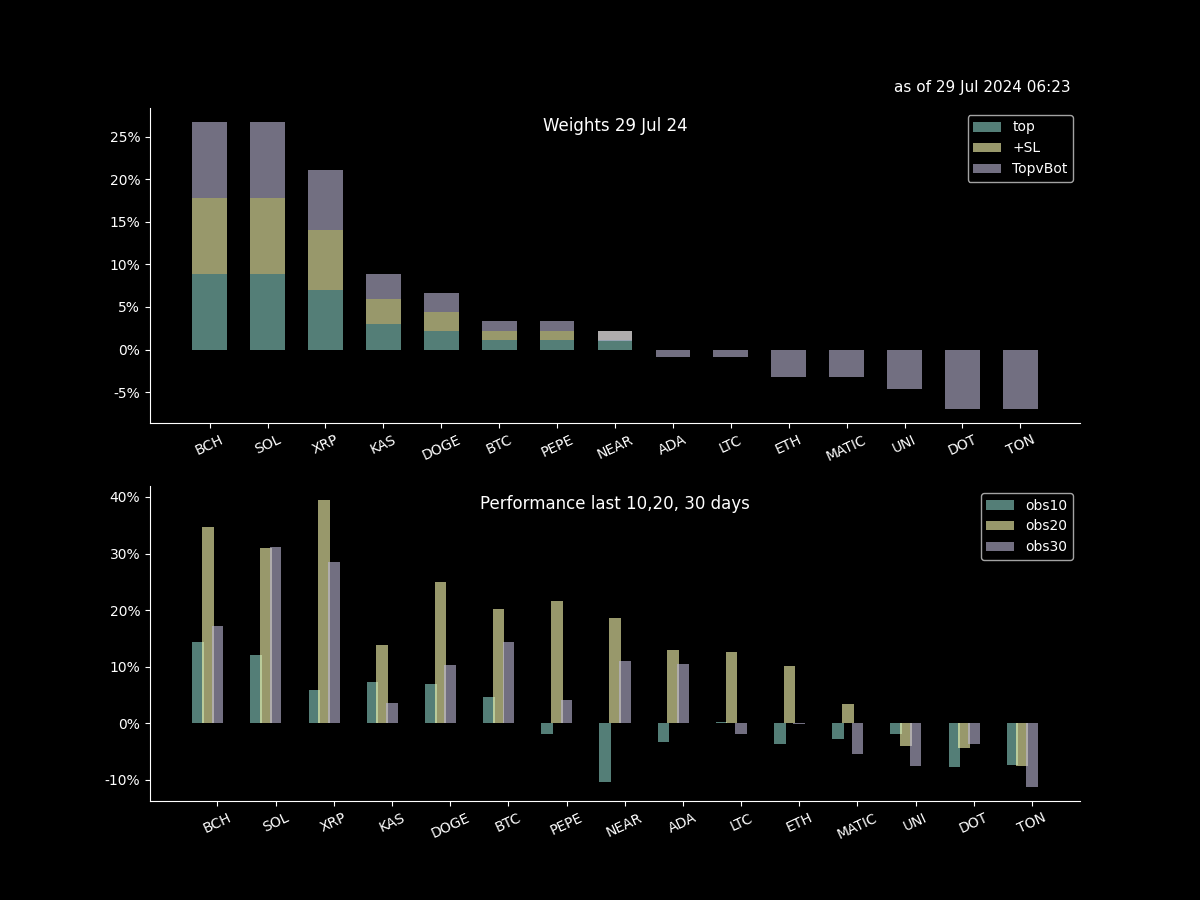 as of 29 Jul 2024 06:23
Weights 29 Jul 24
top
+SL
TopvBot
25%
20%
15%
10%
5%
0%
-5%
BCH SOL XRP KAS DOGE BTC PEPE NEAR ADA LTC ETH MATIC UNI DOT TON
Performance last 10,20, 30 days
obs10
obs20
obs30
40%
30%
20%
10%
0%
-10%
BCH SOL XRP KAS DOGE BTC PEPE NEAR ADA LTC ETH MATIC UNI DOT TON